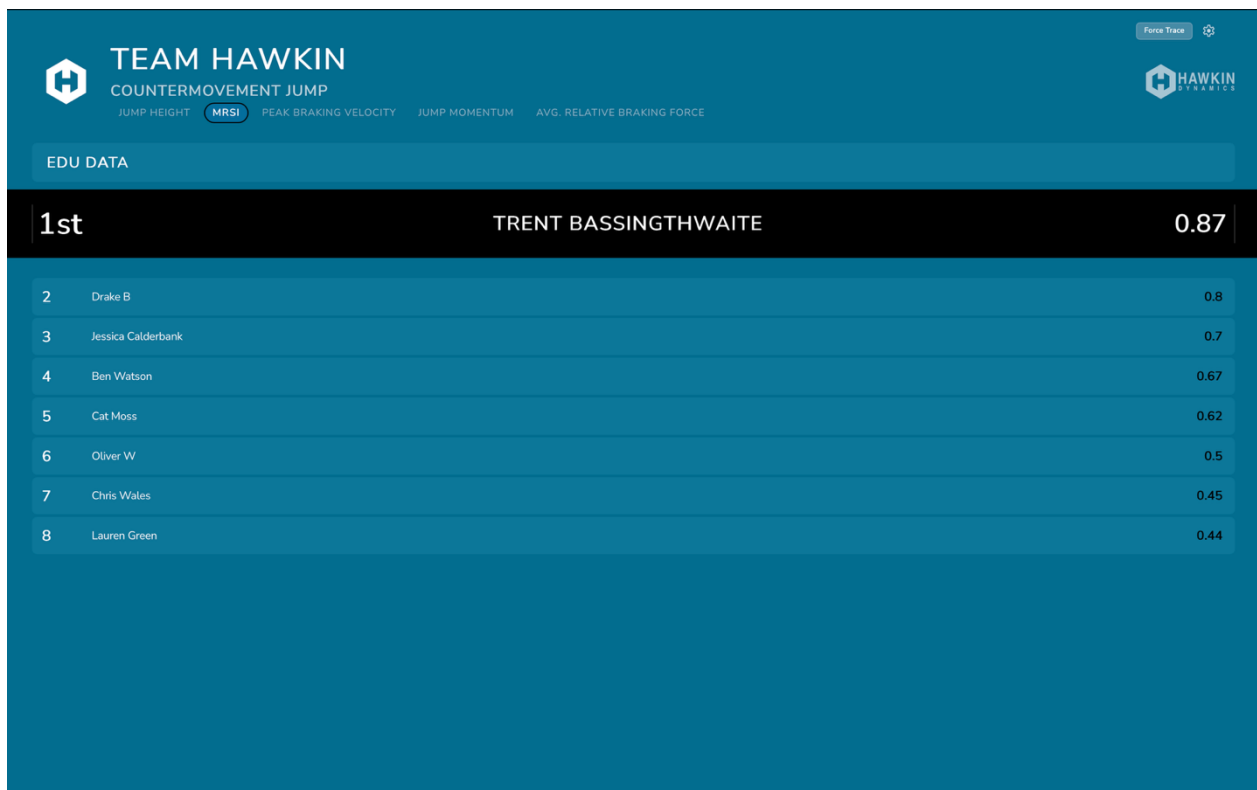 Force Trace
TEAM HAWKIN
COUNTERMOVEMENT JUMP
JUMP HEIGHT MRSI PEAK BRAKING VELOCITY JUMP MOMENTUM AVG. RELATIVE BRAKING FORCE
H
H HAWKIN
DYNAMICS
EDU DATA
1st TRENT BASSINGTHWAITE 0.87
2 Drake B 0.8
3 Jessica Calderbank 0.7
4 Ben Watson 0.67
5 Cat Moss 0.62
6 Oliver W 0.5
7 Chris Wales 0.45
8 Lauren Green 0.44